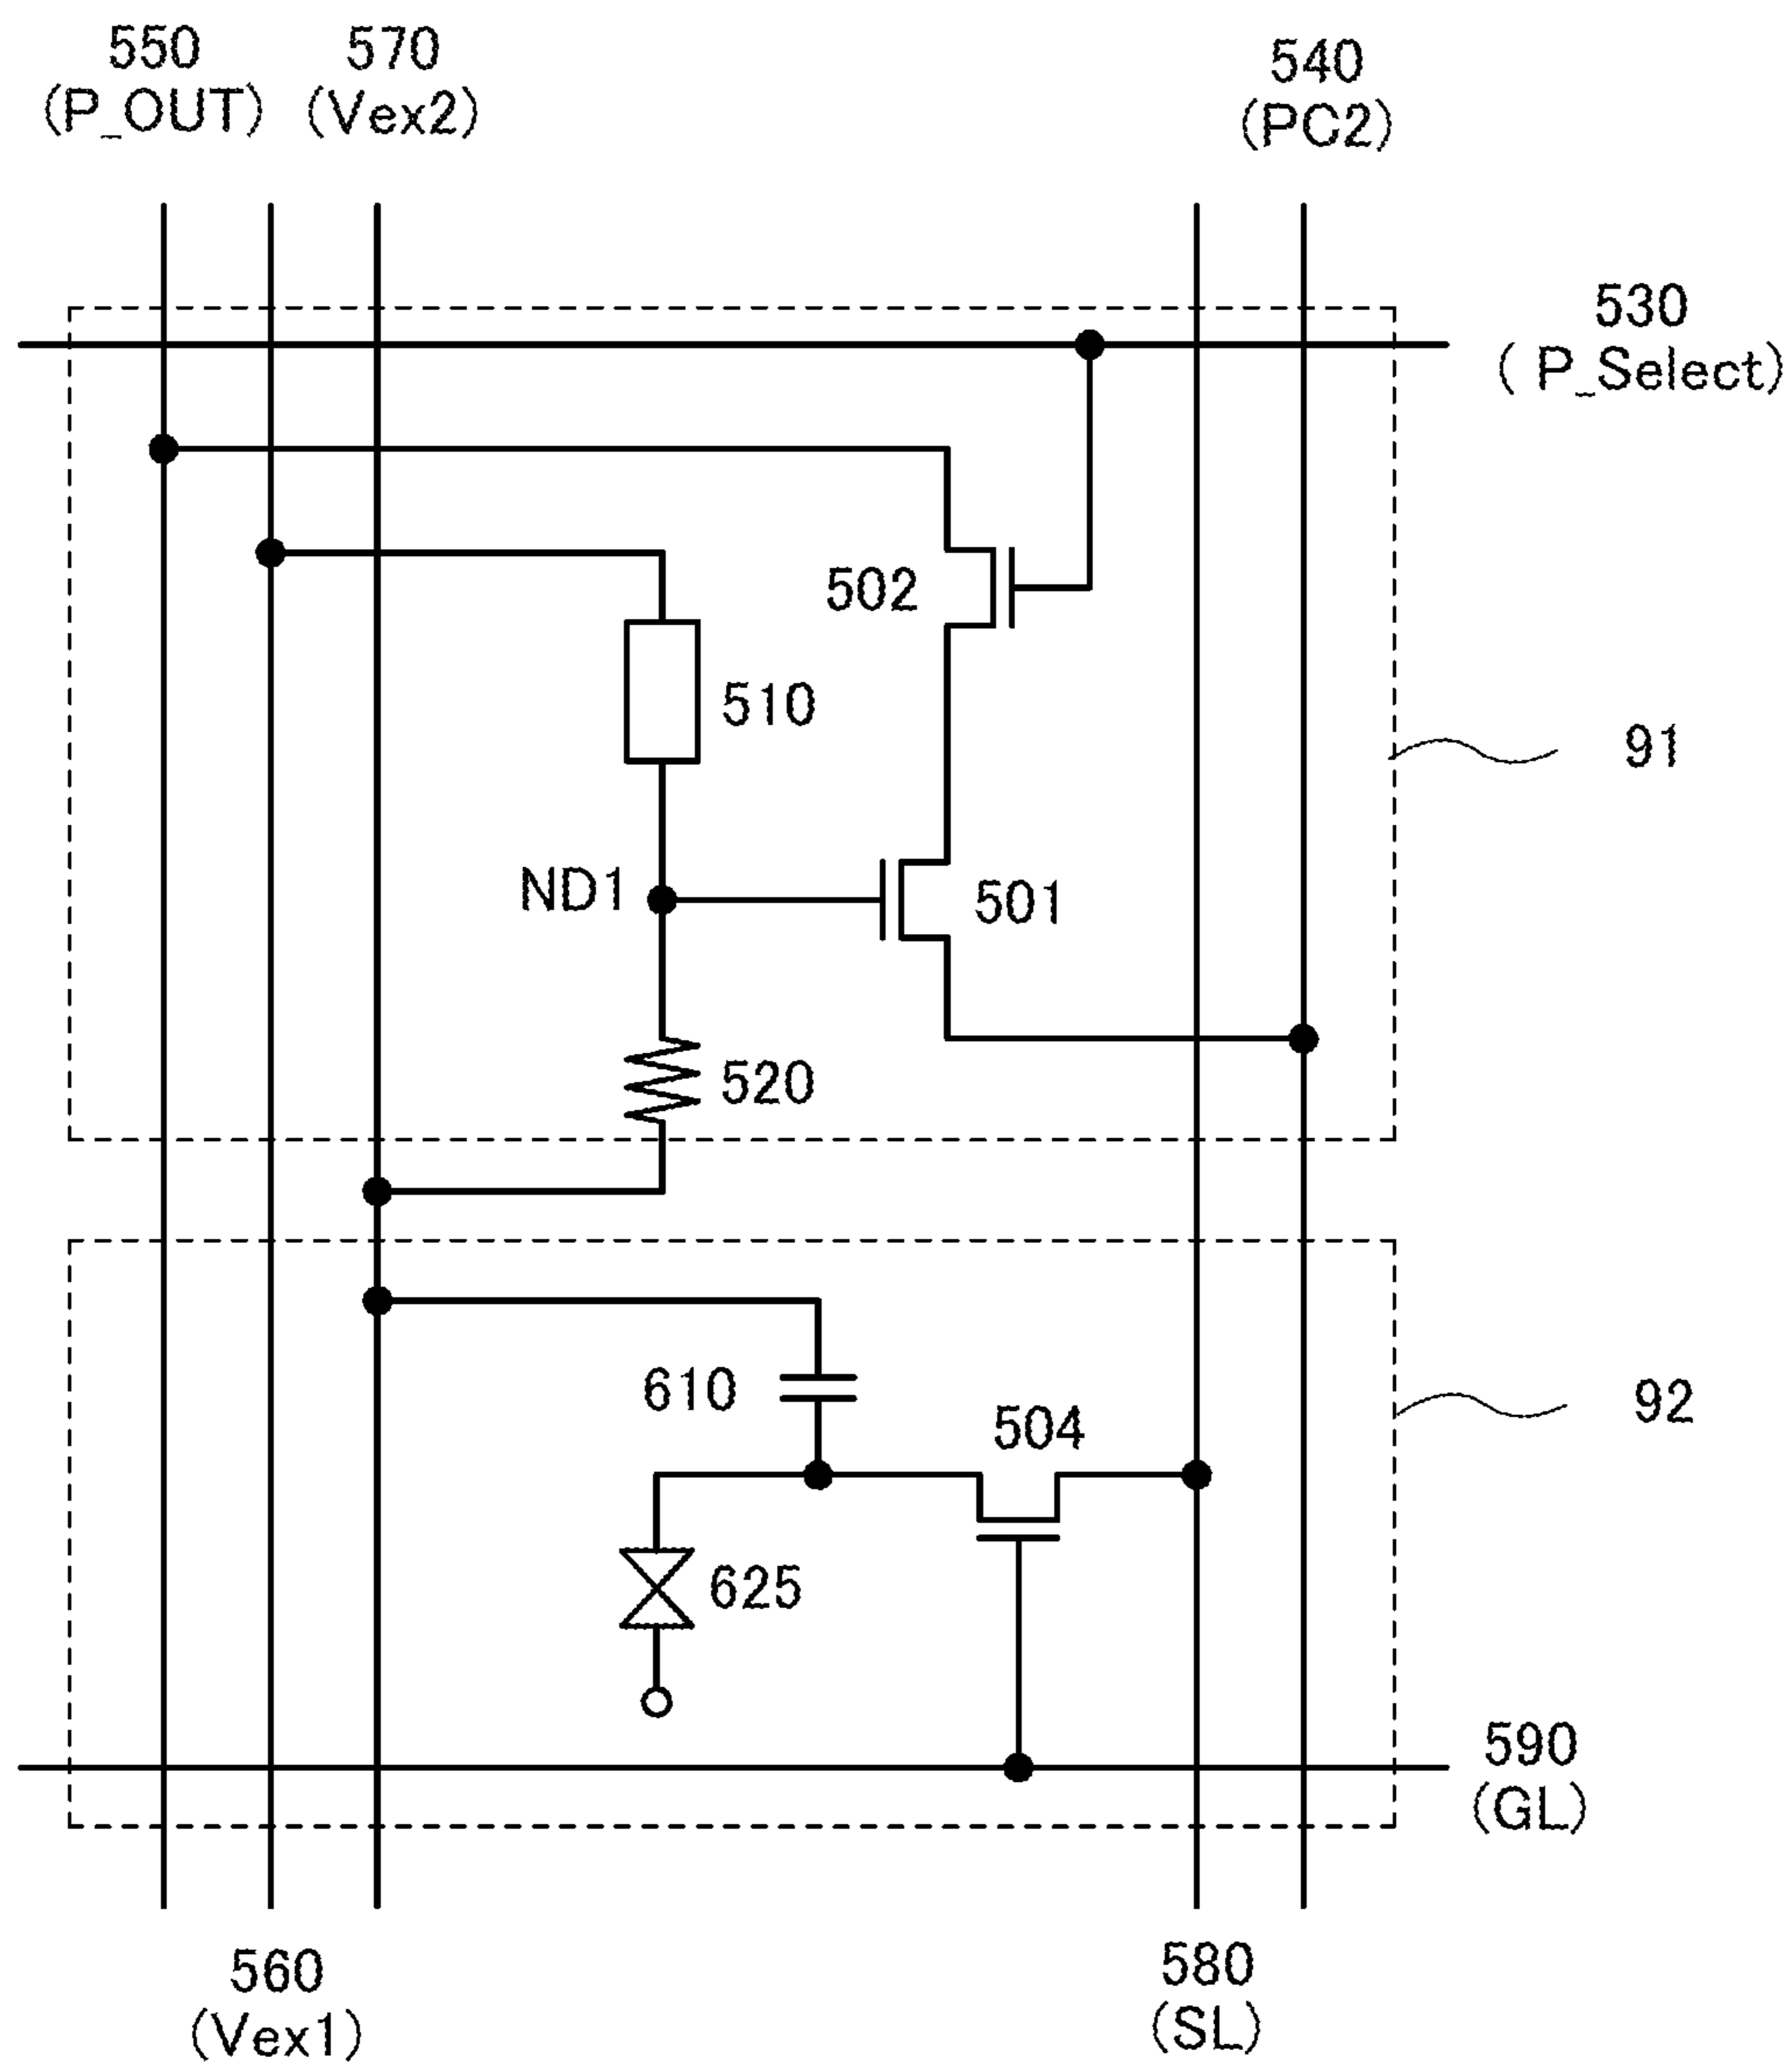 550
(P_OUT)
570
(Vex2)
540
(PC2)
530
( P_Select)
502
510
91
ND1
501
520
610
504
92
625
590
(GL)
560
(Vex1)
580
(SL)